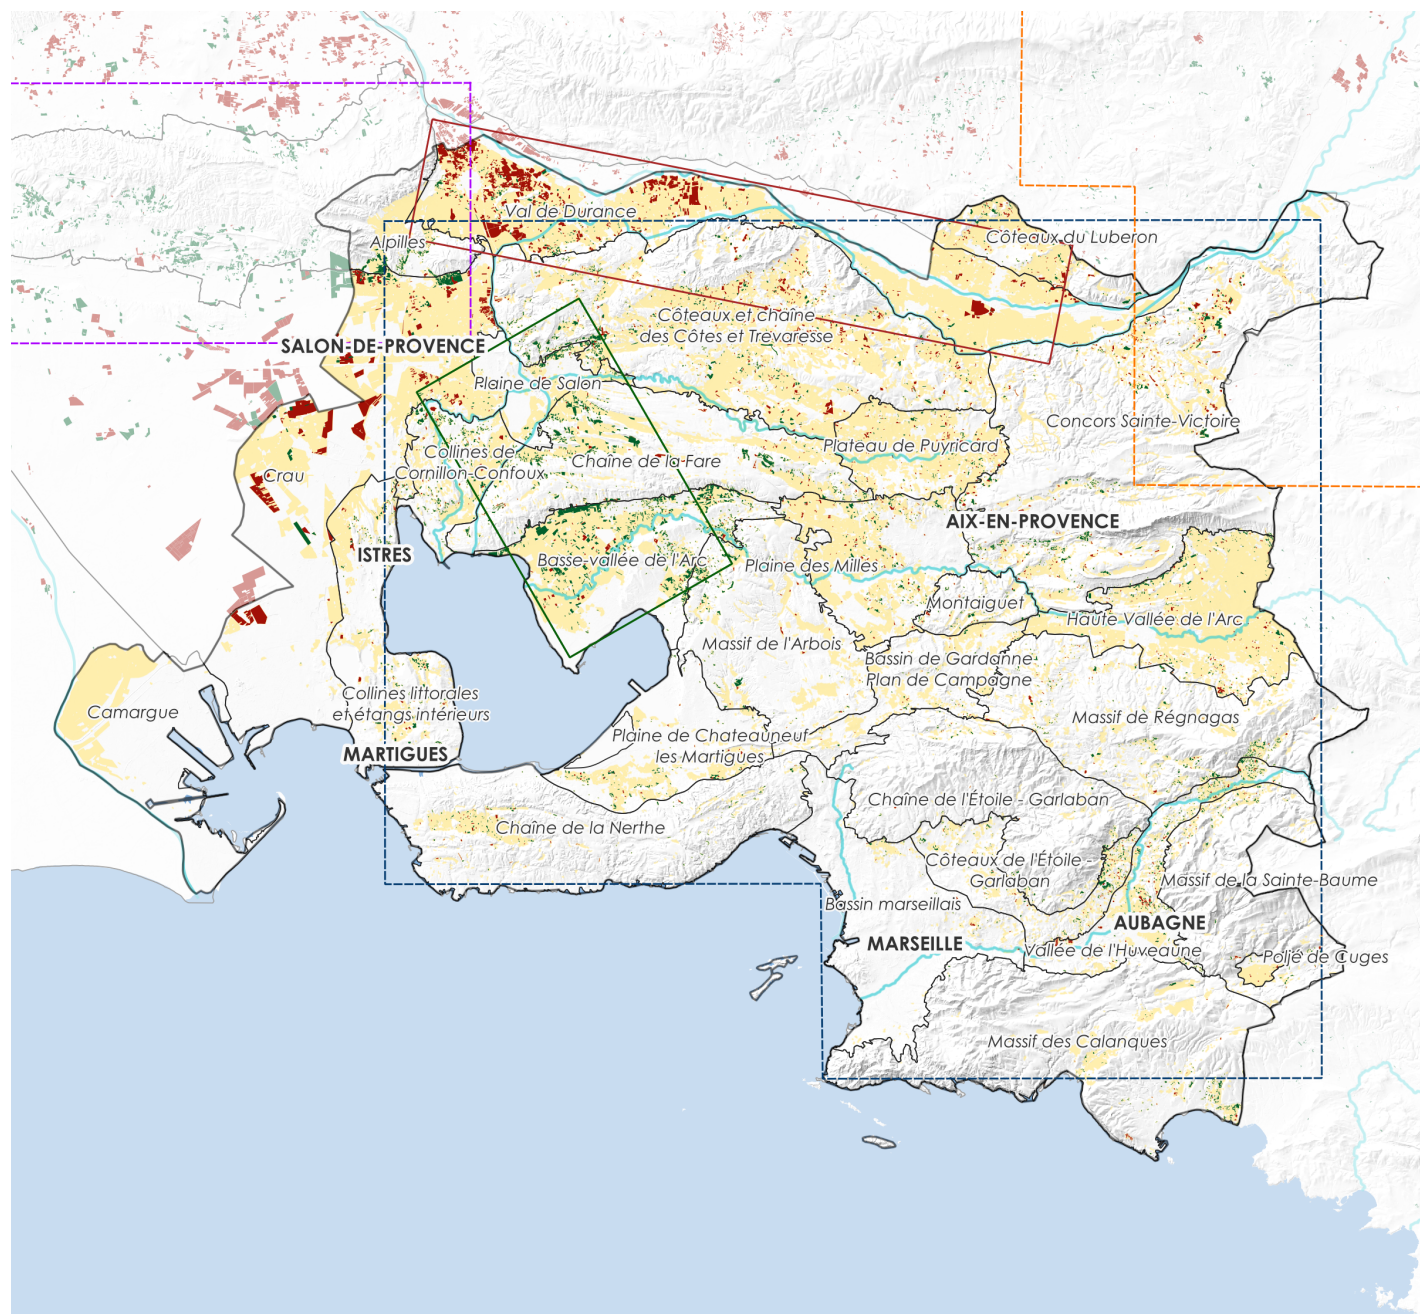 Val de Durance
Alpilles
Côteaux du Luberon
Côteaux et chaîne
des Côtes et Trevaresse
SALON-DE-PROVENCE
Plaine de Salon
Concors Sainte-Victoire
Plateau de Puyricard
Collines de
Cornillon-Confoux
Chaîne de la Fare
Crau
AIX-EN-PROVENCE
ISTRES
Basse-vallée de l'Arc
Plaine des Milles
Montaiguet
Haute Vallée de l'Arc
Massif de l'Arbois
Bassin de Gardanne
Plan de Campagne
Collines littorales
et étangs intérieurs
Camargue
Massif de Régnagas
Plaine de Chateauneuf
les Martigues
MARTIGUES
Chaîne de l'Étoile - Garlaban
Chaîne de la Nerthe
Côteaux de l'Étoile -
Garlaban
Massif de la Sainte-Baume
Bassin marseillais
AUBAGNE
MARSEILLE
Vallée de l'Huveaune
Poljé de Cuges
Massif des Calanques